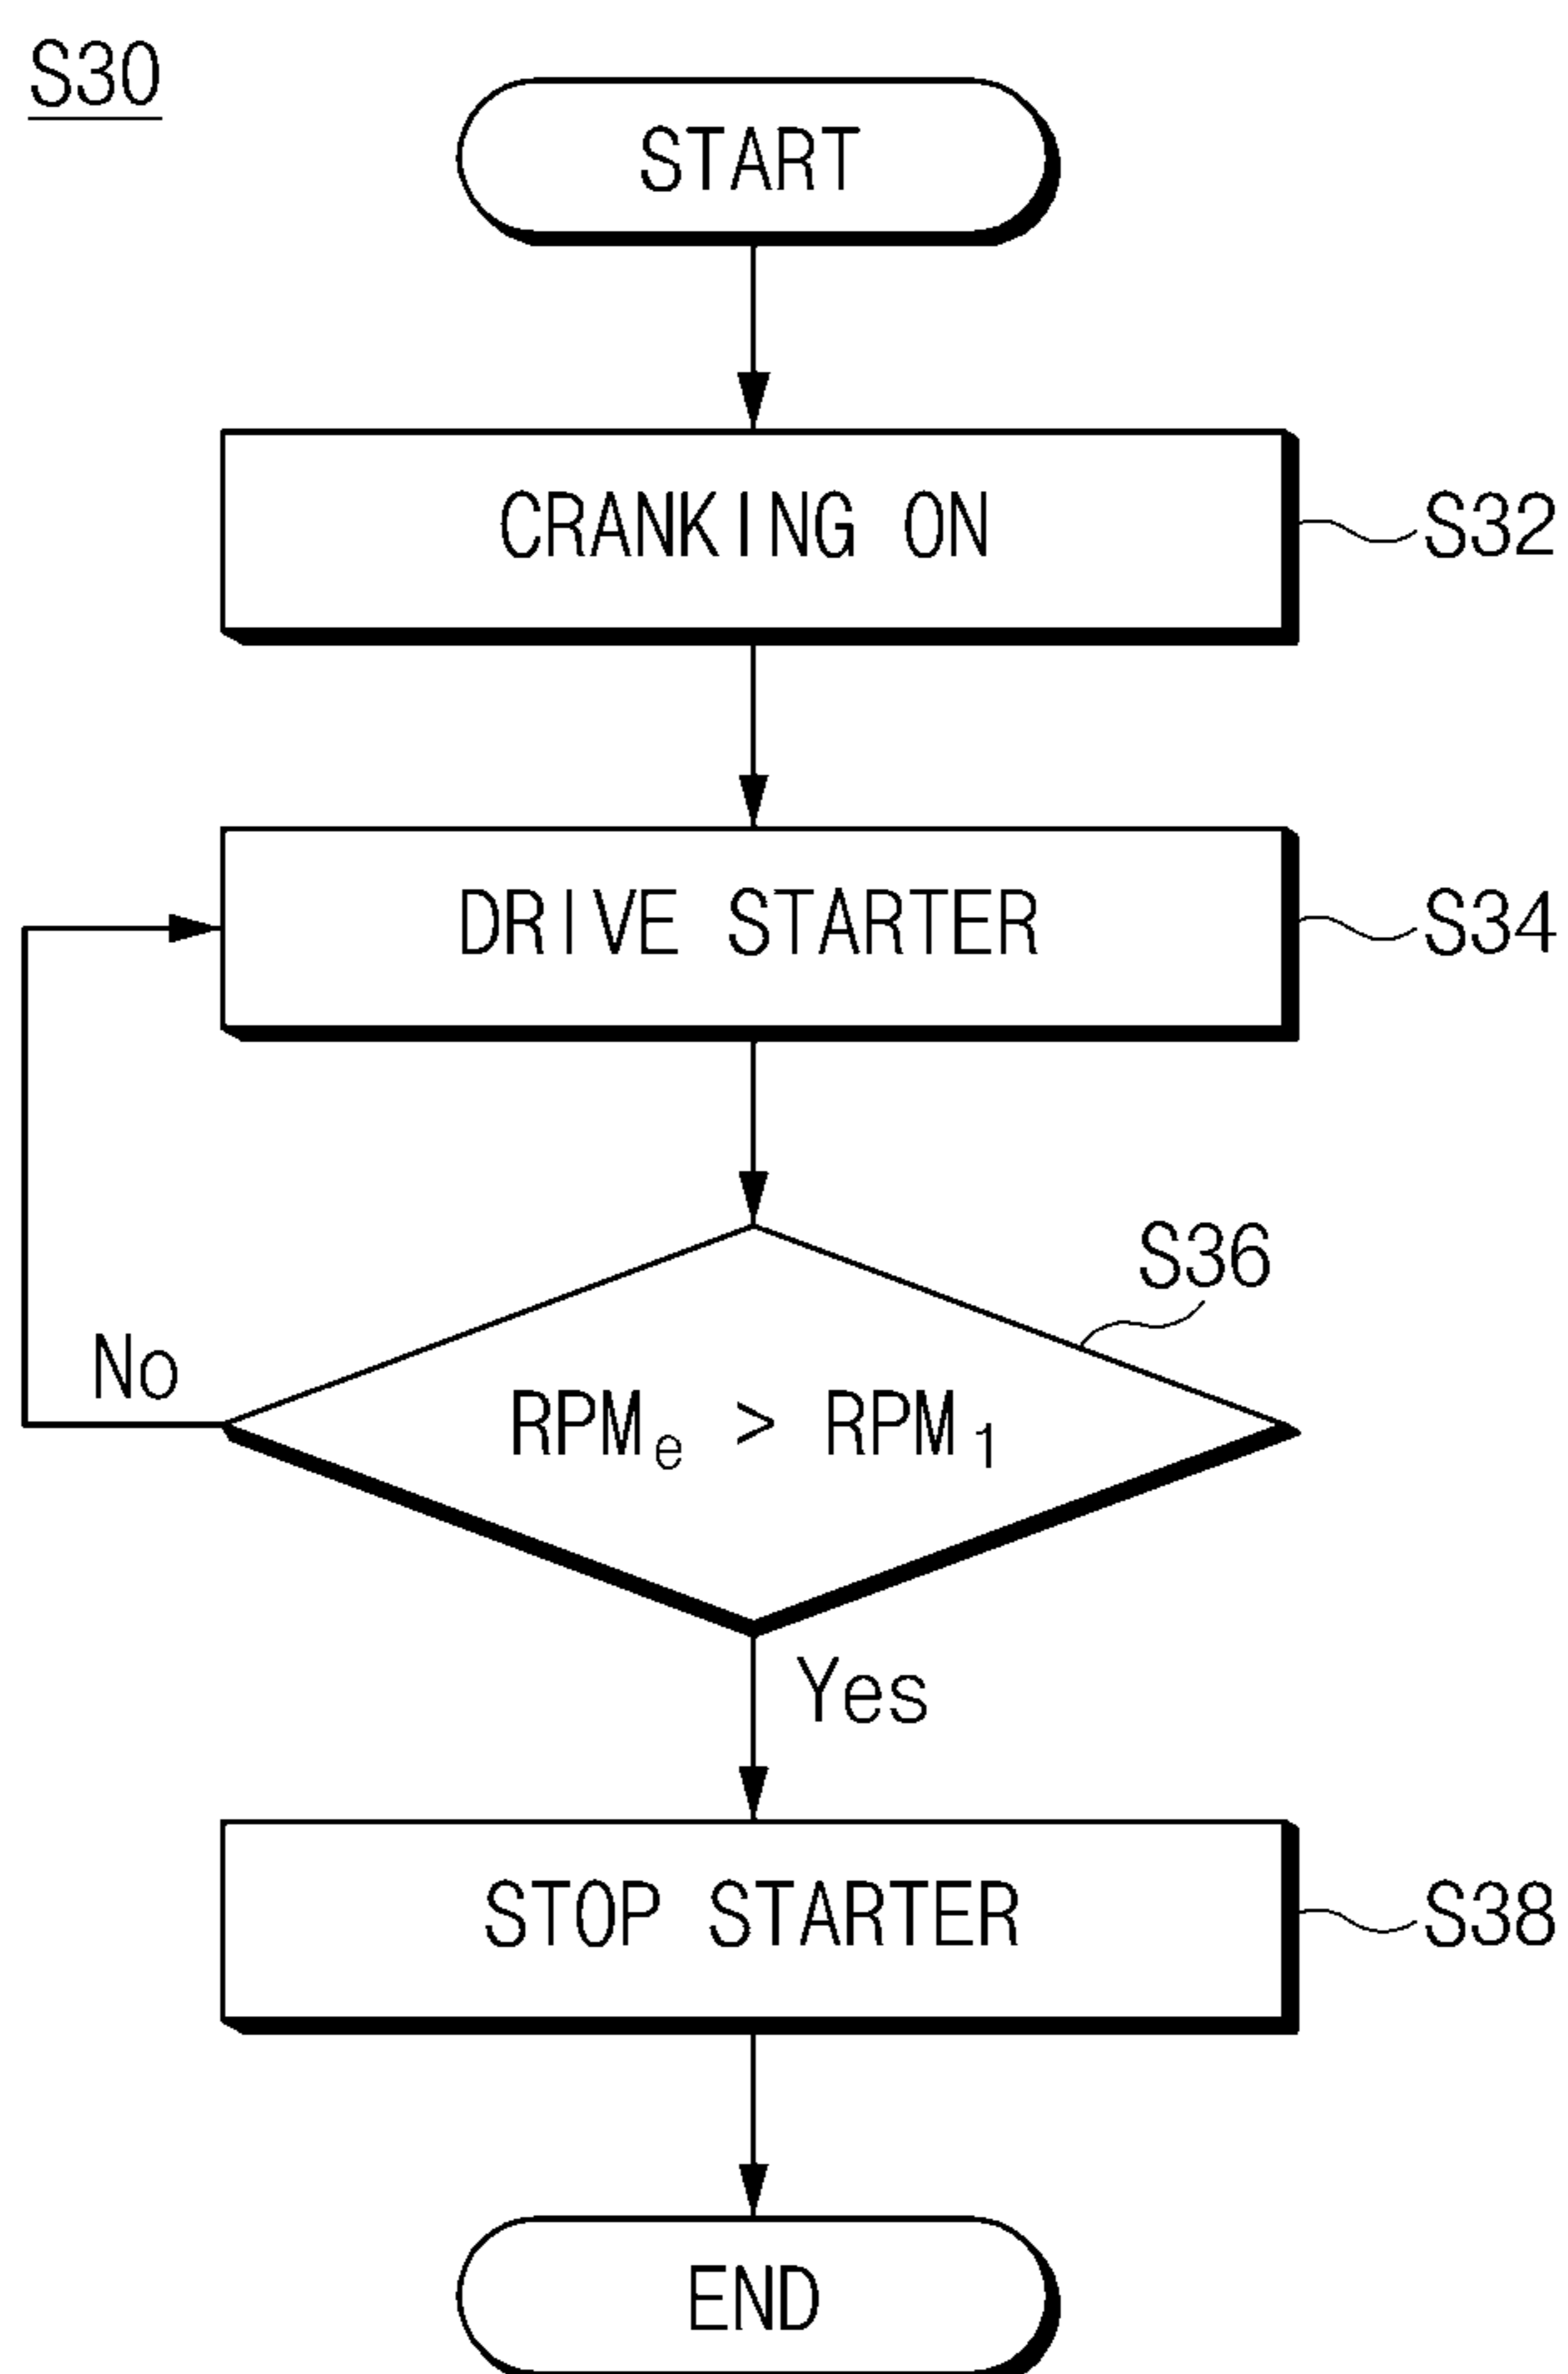 S30
START
CRANKING ON
S32
DRIVE STARTER
S34
S36
No
RPMe > RPM1
Yes
STOP STARTER
S38
END